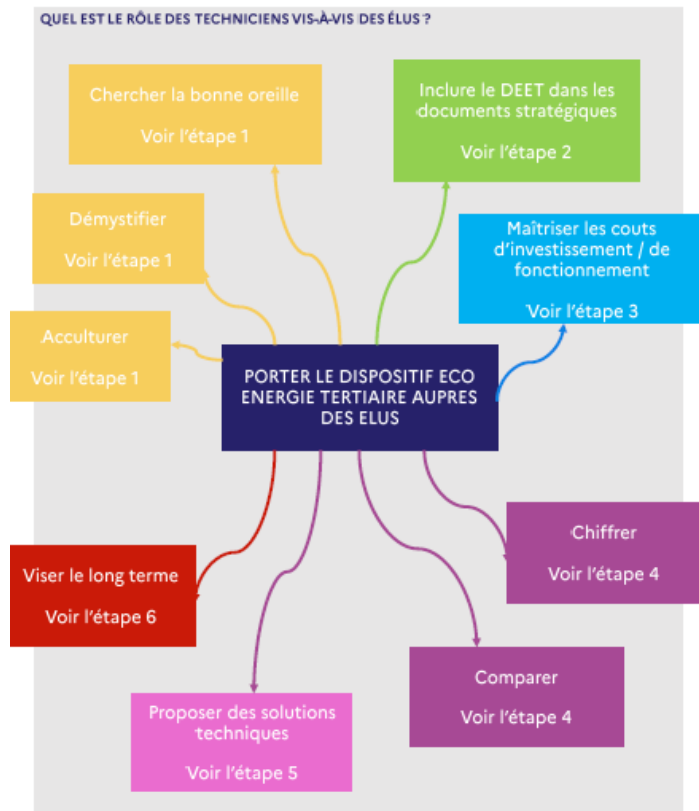 QUEL EST LE RÔLE DES TECHNICIENS VIS-À-VIS DES ÉLUS ?
Chercher la bonne oreille
Voir l'étape 1
Inclure le DEET dans les
documents stratégiques
Voir l'étape 2
Démystifier
Voir l'étape 1
Maîtriser les couts
d'investissement / de
fonctionnement
Voir l'étape 3
Acculturer
Voir l'étape 1
PORTER LE DISPOSITIF ECO
ENERGIE TERTIAIRE AUPRES
DES ELUS
Chiffrer
Voir l'étape 4
Viser le long terme
Voir l'étape 6
Comparer
Voir l'étape 4
Proposer des solutions
techniques
Voir l'étape 5